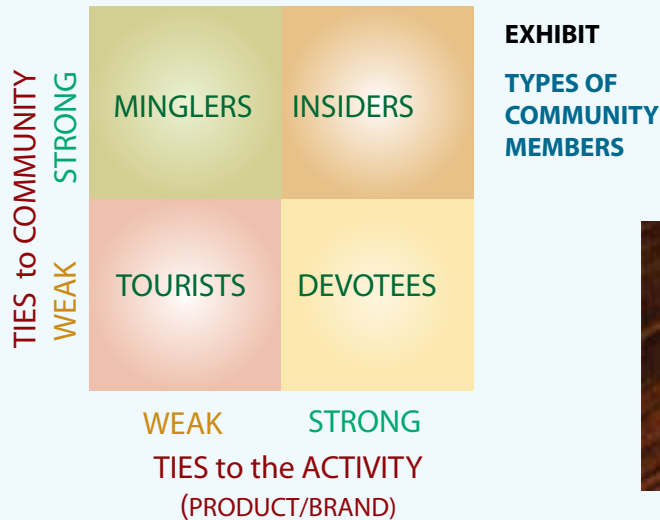 EXHIBIT
TYPES OF
COMMUNITY
MEMBERS
TIES to COMMUNITY
STRONG
WEAK
MINGLERS INSIDERS
TOURISTS DEVOTEES
WEAK STRONG
TIES to the ACTIVITY
(PRODUCT/BRAND)